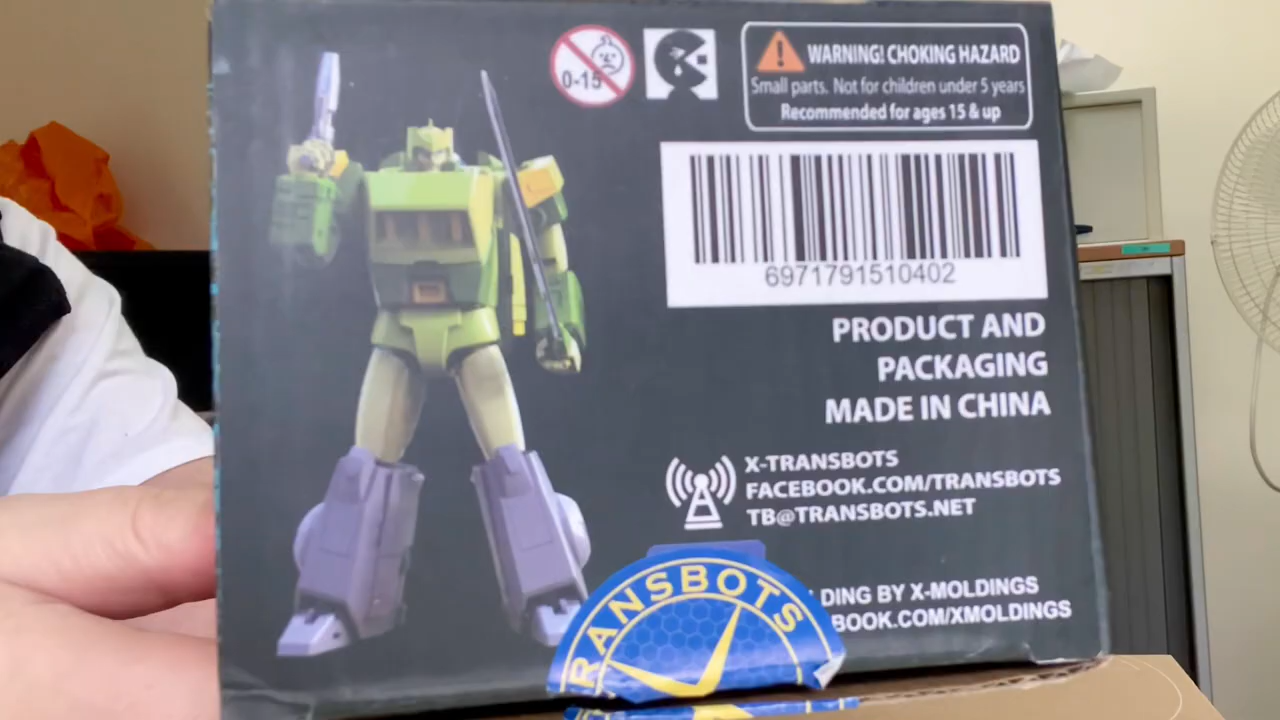 0-15
WARNING! CHOKING HAZARD
Small parts. Not for children under 5 years
Recommended for ages 15 & up
6971791510402
PRODUCT AND
PACKAGING
MADE IN CHINA
X-TRANSBOTS
FACEBOOK.COM/TRANSBOTS
TB@TRANSBOTS.NET
DING BY X-MOLDINGS
BOOK.COM/XMOLDINGS
RANSBOTS